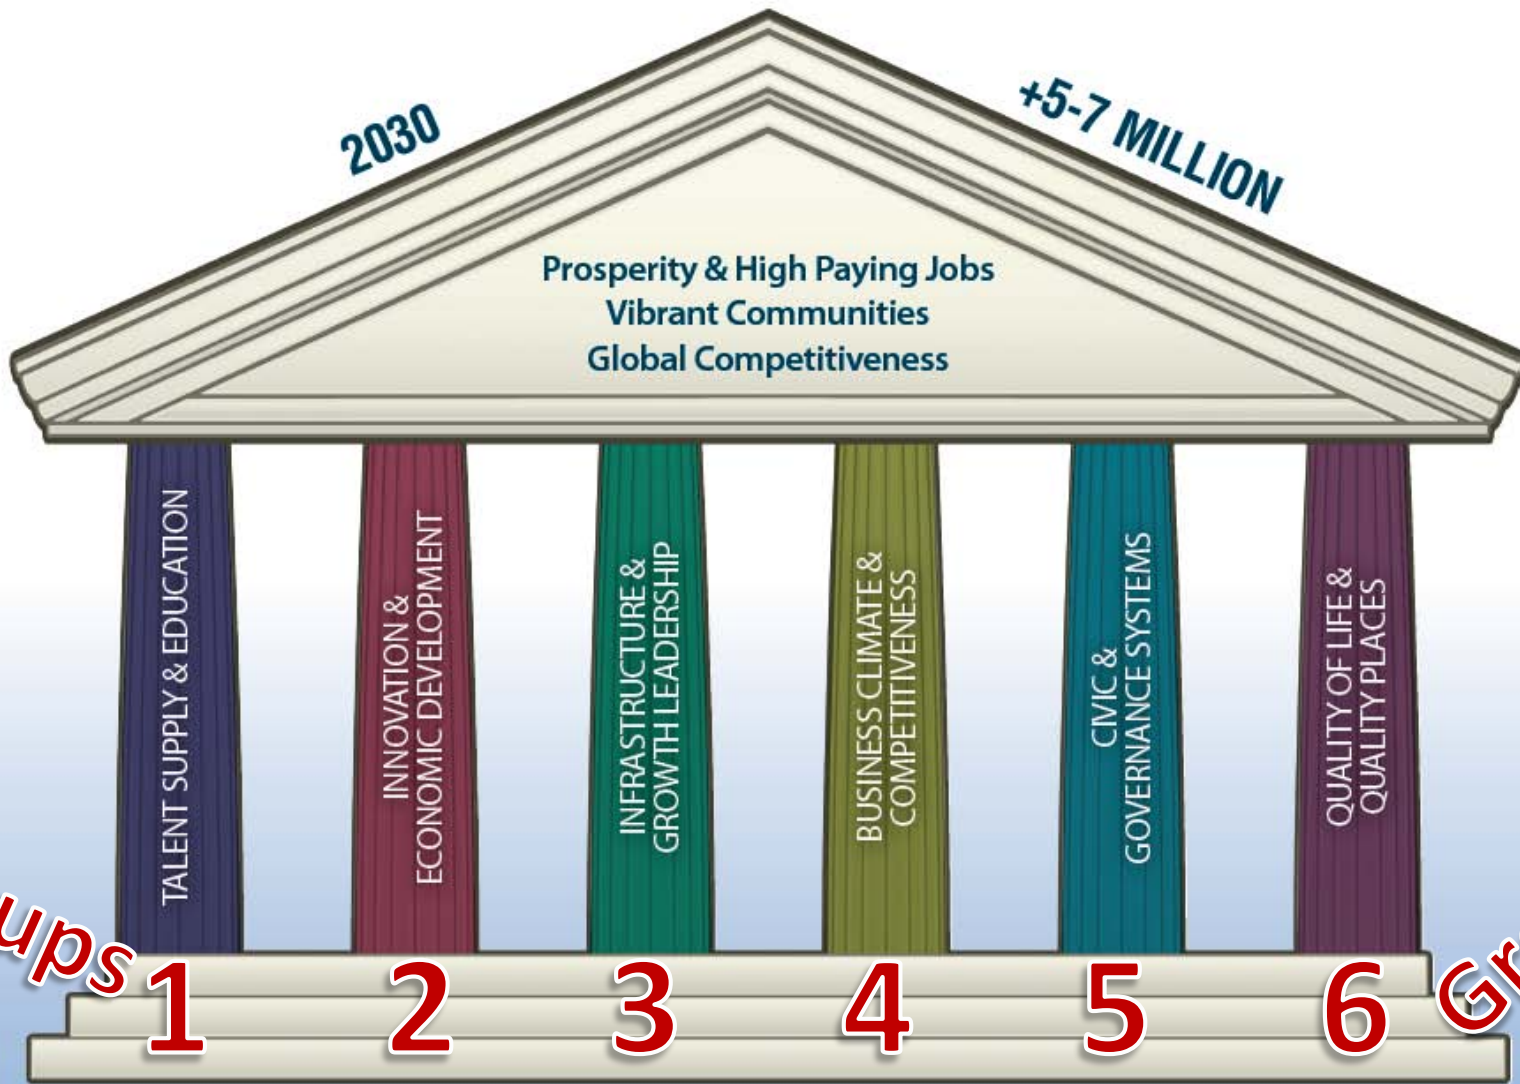 2030
+5-7 MILLION
Prosperity & High Paying Jobs
Vibrant Communities
Global Competitiveness
TALENT SUPPLY & EDUCATION
INNOVATION &
ECONOMIC DEVELOPMENT
INFRASTRUCTURE &
GROWTH LEADERSHIP
BUSINESS CLIMATE &
COMPETITIVENESS
CIVIC &
GOVERNANCE SYSTEMS
QUALITY OF LIFE &
QUALITY PLACES
ups
1 2 3 4 5 6
Gr